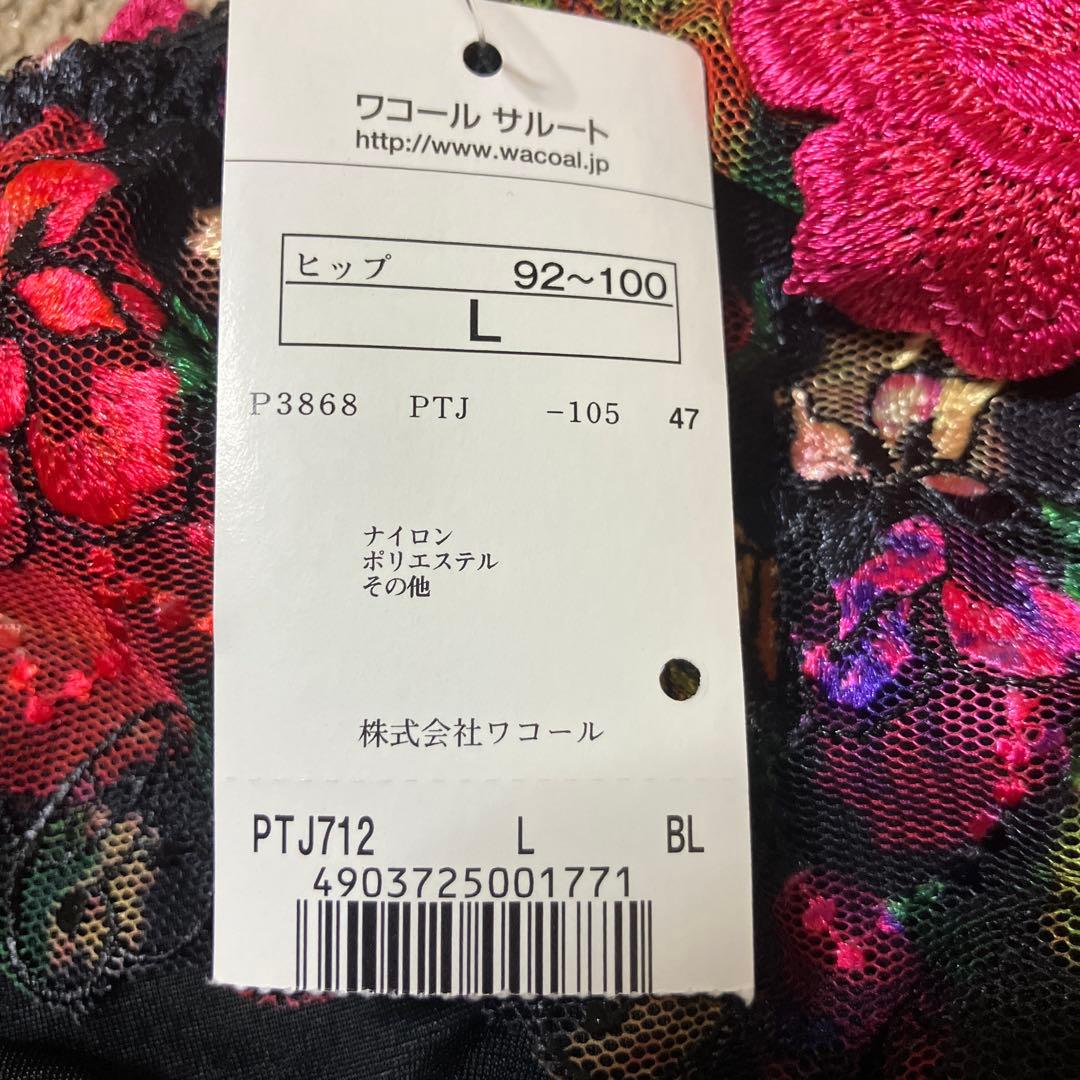 ワコール サルート
http://www.wacoal.jp
ヒップ 92~100
L
P3868 PTJ -105 47
ナイロン
ポリエステル
その他
株式会社ワコール
PTJ712 L BL
4903725001771